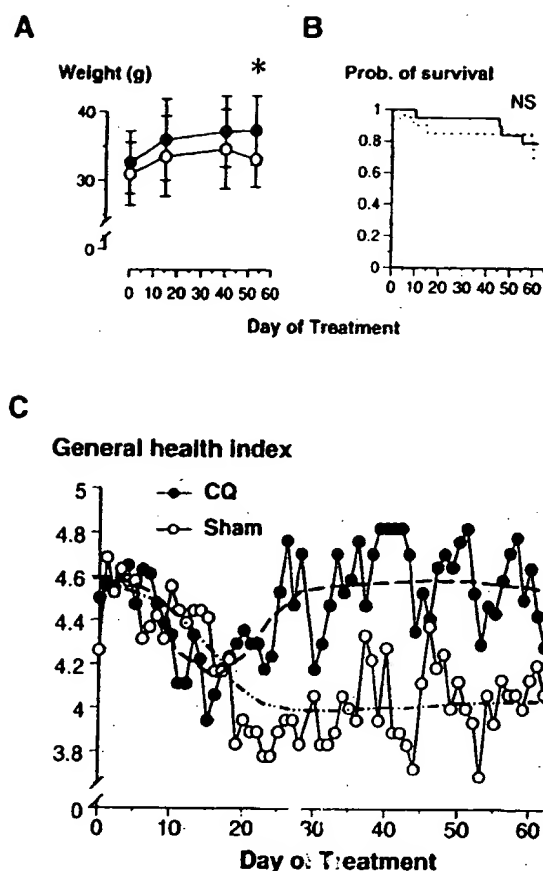 A
Weight (g)
*
40
30
0
0 10 20 30 40 50 60
B
Prob. of survival
NS
1
0.8
0.6
0.4
0.2
0
0 10 20 30 40 50 60
Day of Treatment
C
General health index
CQ
Sham
5
4.8
4.6
4.4
4.2
4
3.8
0
0 10 20 30 40 50 60
Day of Treatment